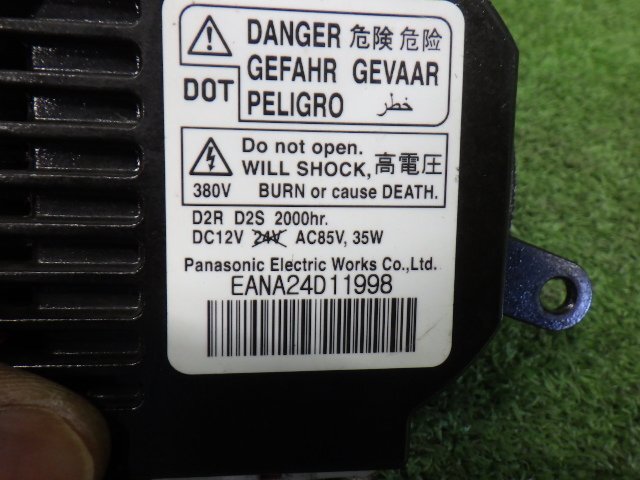 DANGER 危険 危险
GEFAHR GEVAAR
DOT
PELIGRO خطر
Do not open.
WILL SHOCK, 高電圧
380V BURN or cause DEATH.
D2R D2S 2000hr.
DC12V 24V AC85V, 35W
Panasonic Electric Works Co.,Ltd.
EANA24D11998